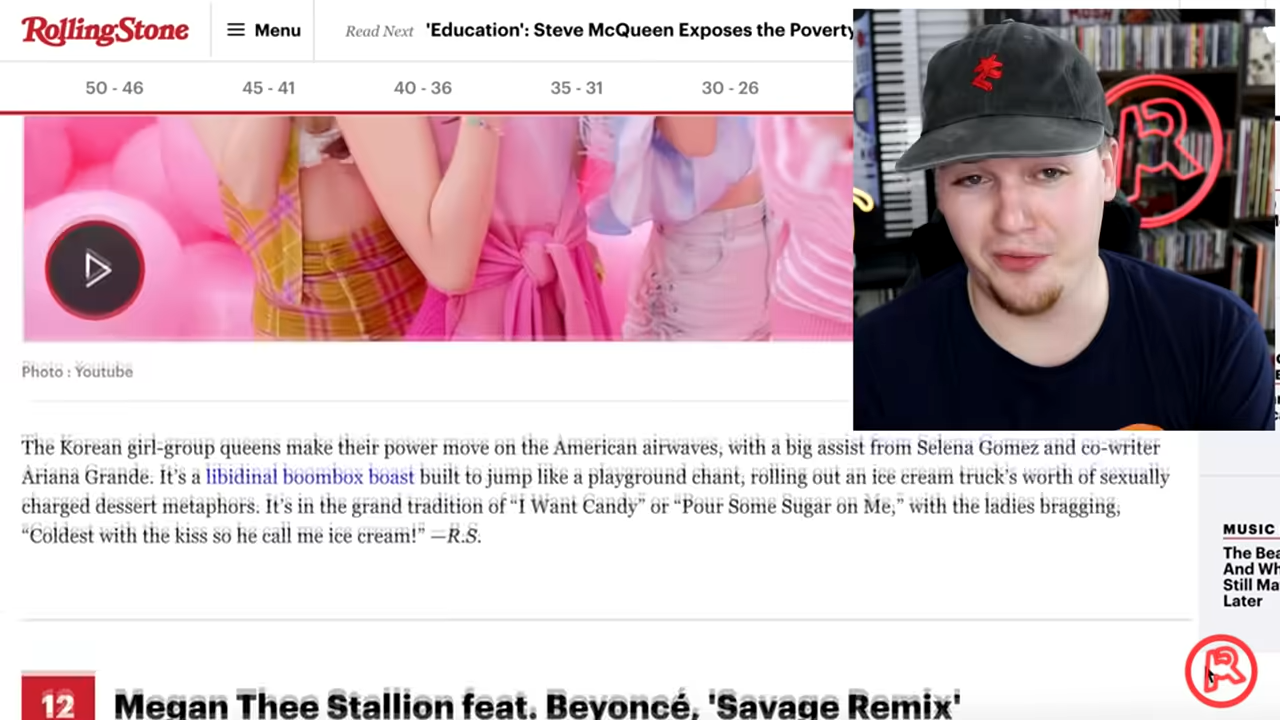 RollingStone
Menu
Read Next 'Education': Steve McQueen Exposes the Poverty
50 - 46
45 - 41
40 - 36
35 - 31
30 - 26
Photo : Youtube
The Korean girl-group queens make their power move on the American airwaves, with a big assist from Selena Gomez and co-writer
Ariana Grande. It’s a libidinal boombox boast built to jump like a playground chant, rolling out an ice cream truck’s worth of sexually
charged dessert metaphors. It’s in the grand tradition of “I Want Candy” or “Pour Some Sugar on Me,” with the ladies bragging,
“Coldest with the kiss so he call me ice cream!” —R.S.
MUSIC
The Bea
And Wh
Still Ma
Later
12
Megan Thee Stallion feat. Beyoncé, 'Savage Remix'